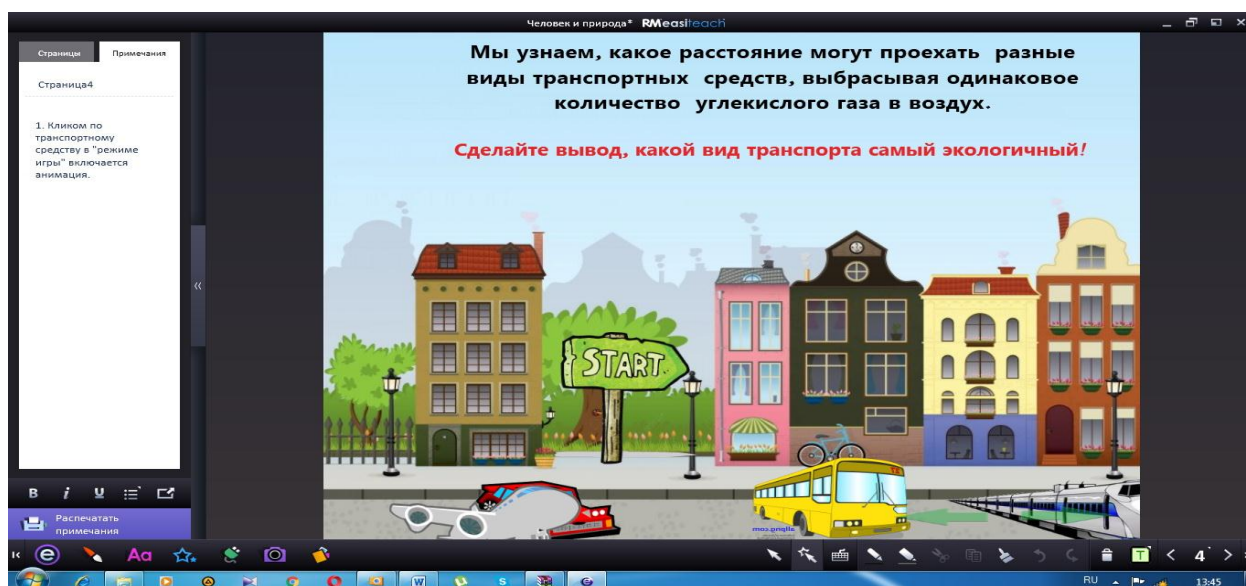 Человек и природа* RMeasiteach
Страницы Примечания
Страница4
1. Кликом по
транспортному
средству в "режиме
игры" включается
анимация.
Мы узнаем, какое расстояние могут проехать разные
виды транспортных средств, выбрасывая одинаковое
количество углекислого газа в воздух.
Сделайте вывод, какой вид транспорта самый экологичный!
START
B i U
Распечатать
примечания
Aa
T
4
RU
13:45